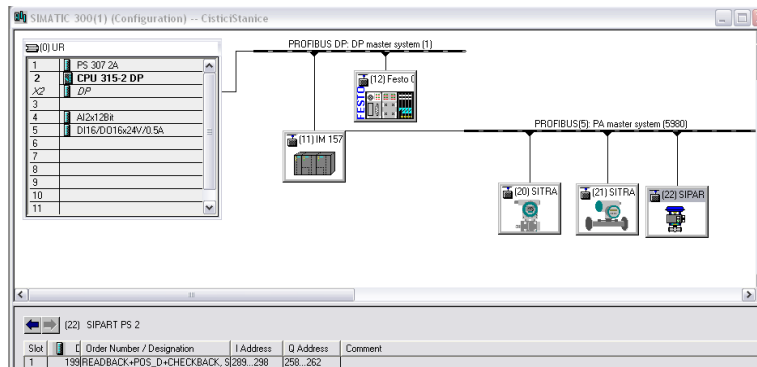 SIMATIC 300(1) (Configuration) -- CisticiStanice
(0) UR
1 PS 307 2A
2 CPU 315-2 DP
X2 DP
3
4 AI2x12Bit
5 DI16/DO16x24V/0.5A
6
7
8
9
10
11
PROFIBUS DP: DP master system (1)
(12) Festo
FESTO
(11) IM 157
PROFIBUS(5): PA master system (5980)
(20) SITRA
(21) SITRA
(22) SIPAR
(22) SIPART PS 2
Slot Order Number / Designation I Address Q Address Comment
1 199 READBACK+POS_D+CHECKBACK, S 289...298 258...262